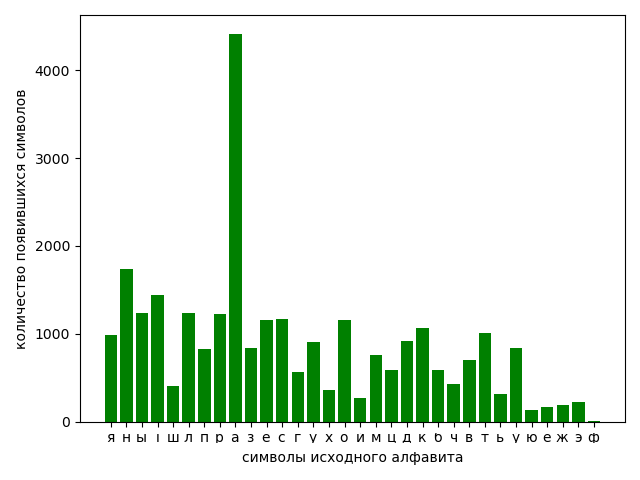 количество появившихся символов
4000
3000
2000
1000
0
я н ы і ш л п р а з е с г у х о и м ц д к б ч в т ь у ю е ж э ф
символы исходного алфавита